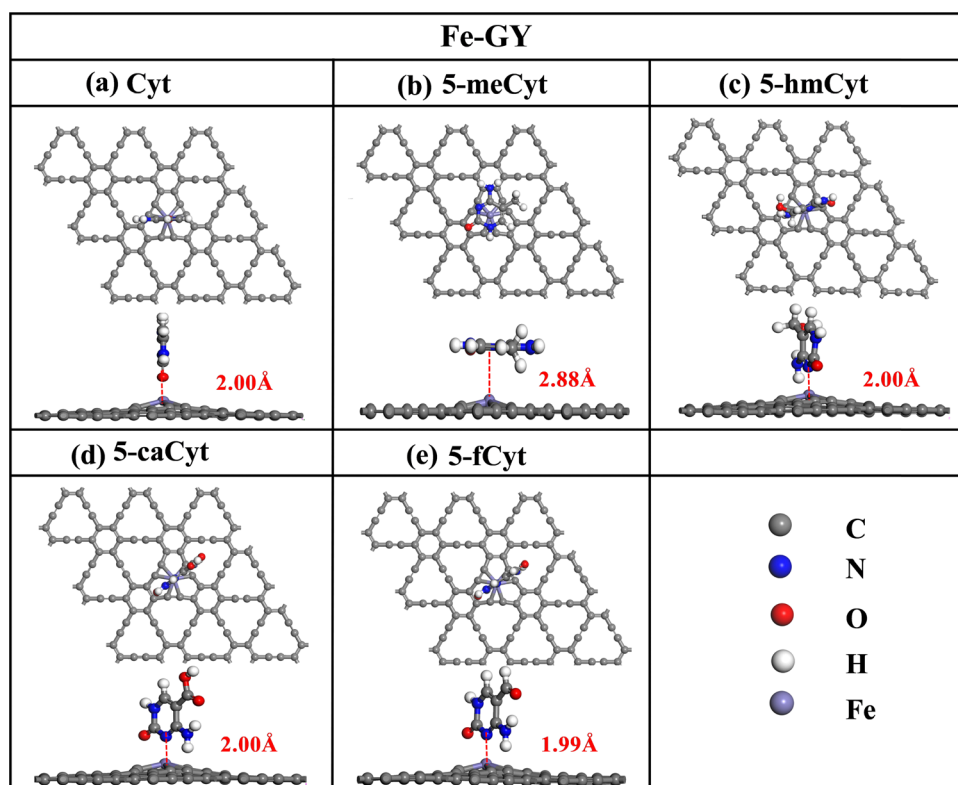 Fe-GY
(a) Cyt
(b) 5-meCyt
(c) 5-hmCyt
2.00Å
2.88Å
2.00Å
(d) 5-caCyt
(e) 5-fCyt
2.00Å
1.99Å
C
N
O
H
Fe